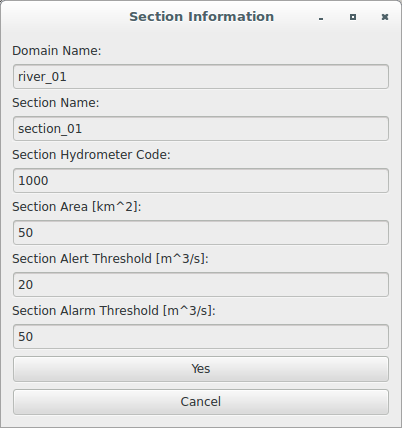 Section Information
Domain Name:
river_01
Section Name:
section_01
Section Hydrometer Code:
1000
Section Area [km^2]:
50
Section Alert Threshold [m^3/s]:
20
Section Alarm Threshold [m^3/s]:
50
Yes
Cancel